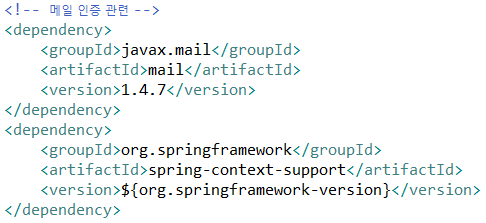 <!-- 메일 인증 관련 -->
<dependency>
    <groupId>javax.mail</groupId>
    <artifactId>mail</artifactId>
    <version>1.4.7</version>
</dependency>
<dependency>
    <groupId>org.springframework</groupId>
    <artifactId>spring-context-support</artifactId>
    <version>${org.springframework-version}</version>
</dependency>